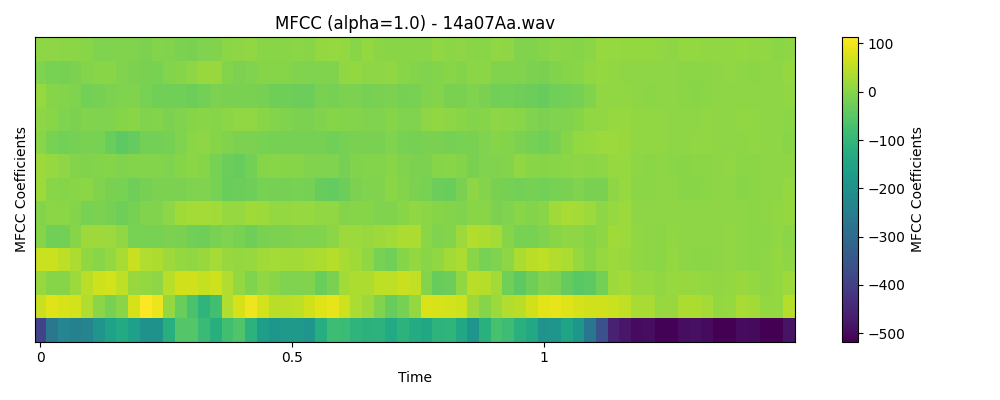 MFCC (alpha=1.0) - 14a07Aa.wav
MFCC Coefficients
0
0.5
1
Time
100
0
−100
−200
−300
−400
−500
MFCC Coefficients